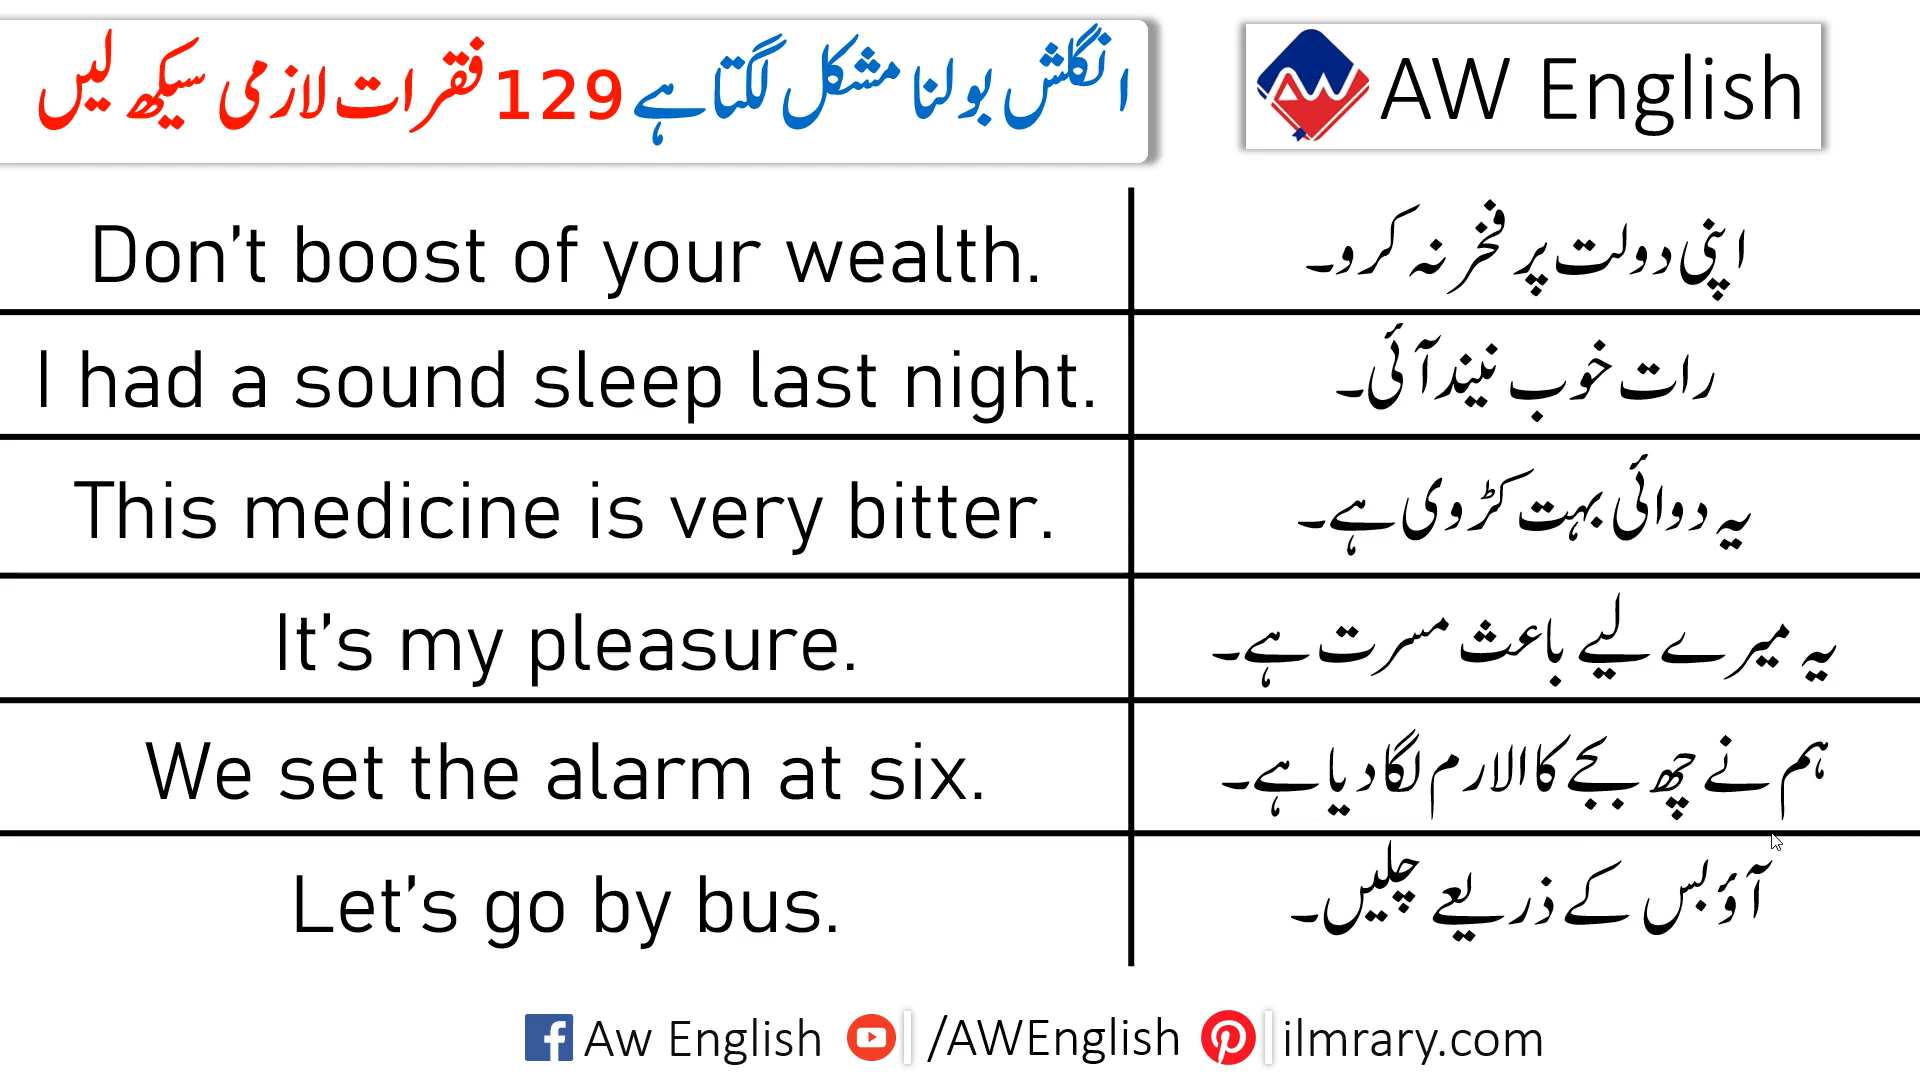 انگلش بولنا مشکل لگتا ہے 129 فقرات لازمی سیکھ لیں
AW English
Don’t boost of your wealth.
اپنی دولت پر فخر نہ کرو۔
I had a sound sleep last night.
رات خوب نیند آئی۔
This medicine is very bitter.
یہ دوائی بہت کڑوی ہے۔
It’s my pleasure.
یہ میرے لیے باعث مسرت ہے۔
We set the alarm at six.
ہم نے چھ بجے کا الارم لگا دیا ہے۔
Let’s go by bus.
آؤ بس کے ذریعے چلیں۔
Aw English /AWEnglish ilmrary.com